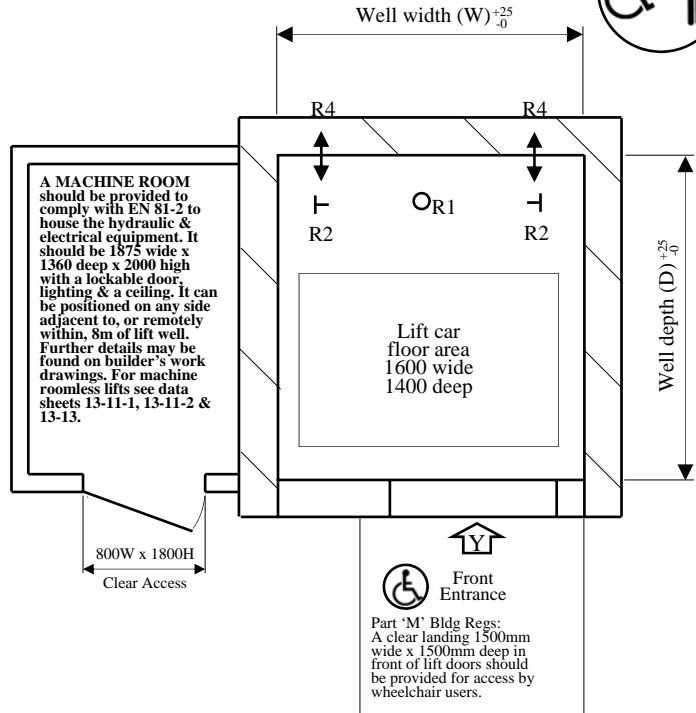 Well width (W) +25 -0
R4 R4
A MACHINE ROOM
should be provided to
comply with EN 81-2 to
house the hydraulic &
electrical equipment. It
should be 1875 wide x
1360 deep x 2000 high
with a lockable door,
lighting & a ceiling. It can
be positioned on any side
adjacent to, or remotely
within, 8m of lift well.
Further details may be
found on builder's work
drawings. For machine
roomless lifts see data
sheets 13-11-1, 13-11-2 &
13-13.
R1
R2 R2
Lift car
floor area
1600 wide
1400 deep
Well depth (D) +25 -0
800W x 1800H
Clear Access
Y
Front
Entrance
Part ‘M’ Bldg Regs:
A clear landing 1500mm
wide x 1500mm deep in
front of lift doors should
be provided for access by
wheelchair users.